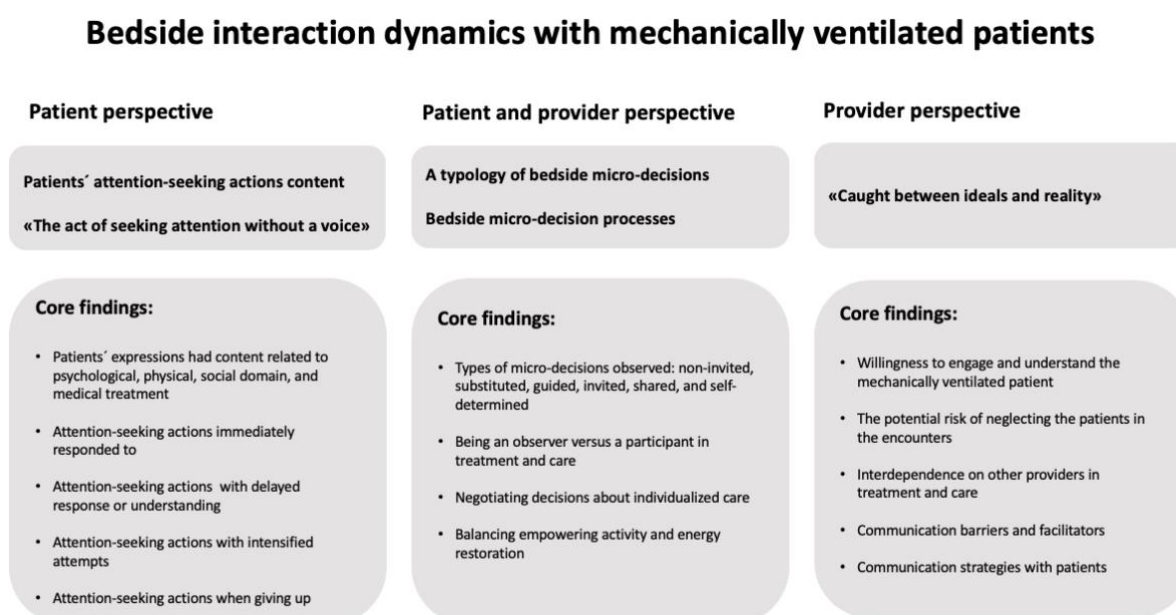 Bedside interaction dynamics with mechanically ventilated patients
Patient perspective
Patients´ attention-seeking actions content
«The act of seeking attention without a voice»
Core findings:
• Patients´ expressions had content related to
psychological, physical, social domain, and
medical treatment
• Attention-seeking actions immediately
responded to
• Attention-seeking actions with delayed
response or understanding
• Attention-seeking actions with intensified
attempts
• Attention-seeking actions when giving up
Patient and provider perspective
A typology of bedside micro-decisions
Bedside micro-decision processes
Core findings:
• Types of micro-decisions observed: non-invited,
substituted, guided, invited, shared, and self-
determined
• Being an observer versus a participant in
treatment and care
• Negotiating decisions about individualized care
• Balancing empowering activity and energy
restoration
Provider perspective
«Caught between ideals and reality»
Core findings:
• Willingness to engage and understand the
mechanically ventilated patient
• The potential risk of neglecting the patients in
the encounters
• Interdependence on other providers in
treatment and care
• Communication barriers and facilitators
• Communication strategies with patients